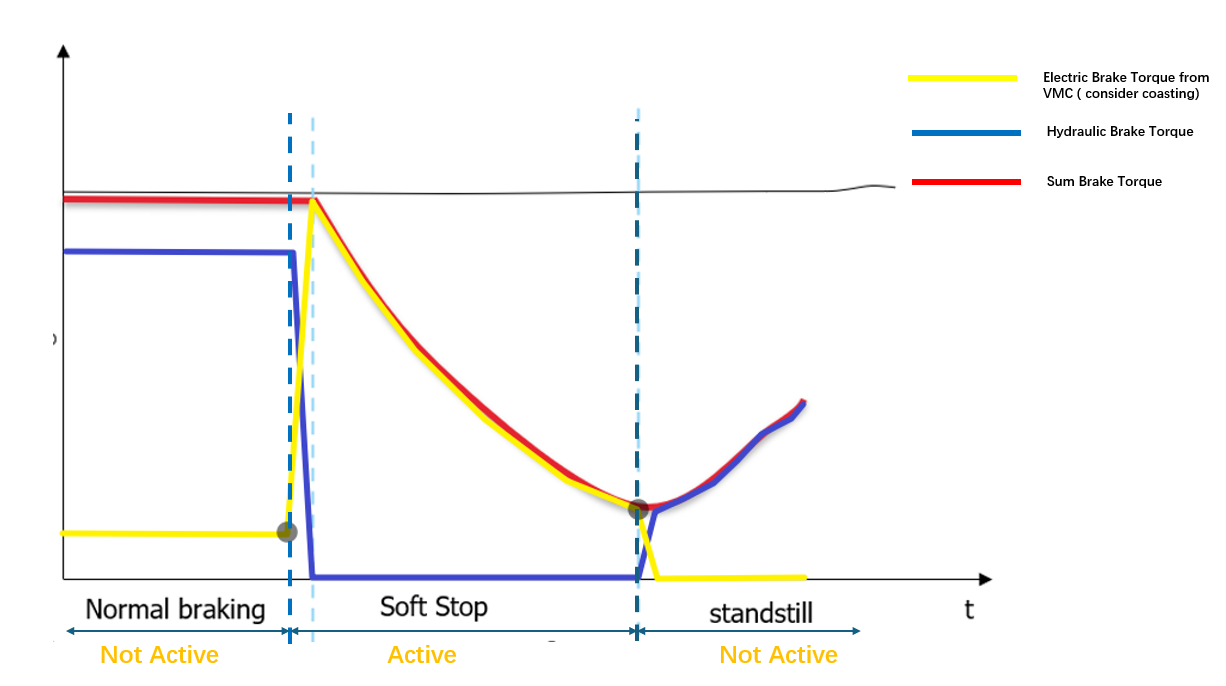 Electric Brake Torque from
VMC ( consider coasting)
Hydraulic Brake Torque
Sum Brake Torque
Normal braking
Soft Stop
standstill
t
Not Active
Active
Not Active